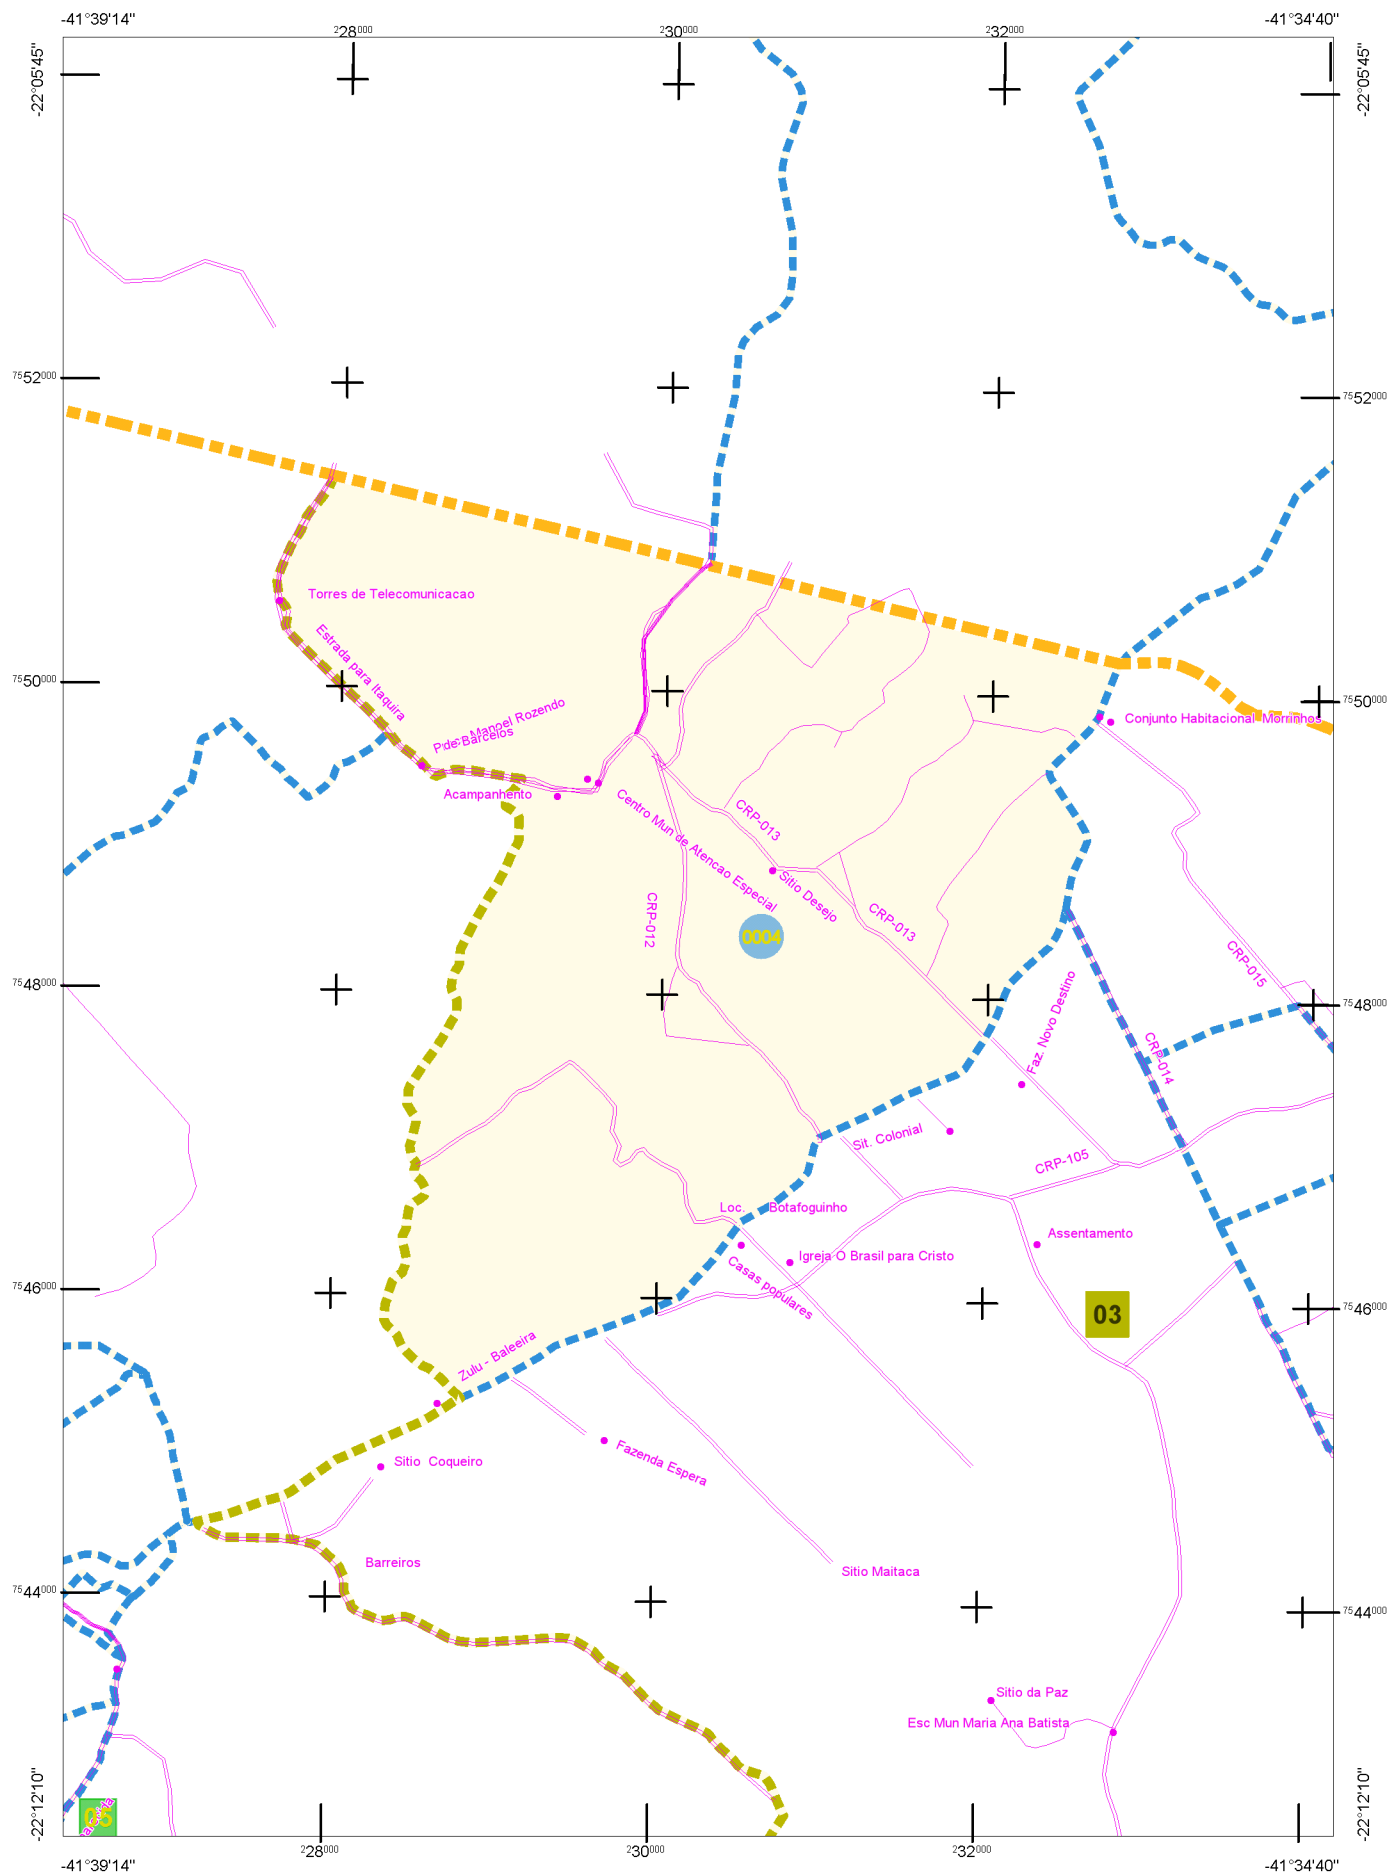 -41°39'14"
-41°34'40"
228000
230000
232000
-22°05'45"
-22°05'45"
7552000
7552000
Torres de Telecomunicacao
Estrada para Itaquira
Manoel Rozendo
Pde Barcelos
7550000
7550000
Conjunto Habitacional Morrinhos
Acampanhento
Centro Mun de Atencao Especial
CRP-013
Sitio Desejo
CRP-012
CRP-013
0004
CRP-015
7548000
7548000
Faz. Novo Destino
CRP-014
Sit. Colonial
CRP-105
Loc. Botafoguinho
Assentamento
Igreja O Brasil para Cristo
Casas populares
7546000
7546000
03
Zulu - Baleeira
Fazenda Espera
Sitio Coqueiro
Barreiros
Sitio Maitaca
7544000
7544000
Sitio da Paz
Esc Mun Maria Ana Batista
05
-22°12'10"
-22°12'10"
228000
230000
232000
-41°39'14"
-41°34'40"